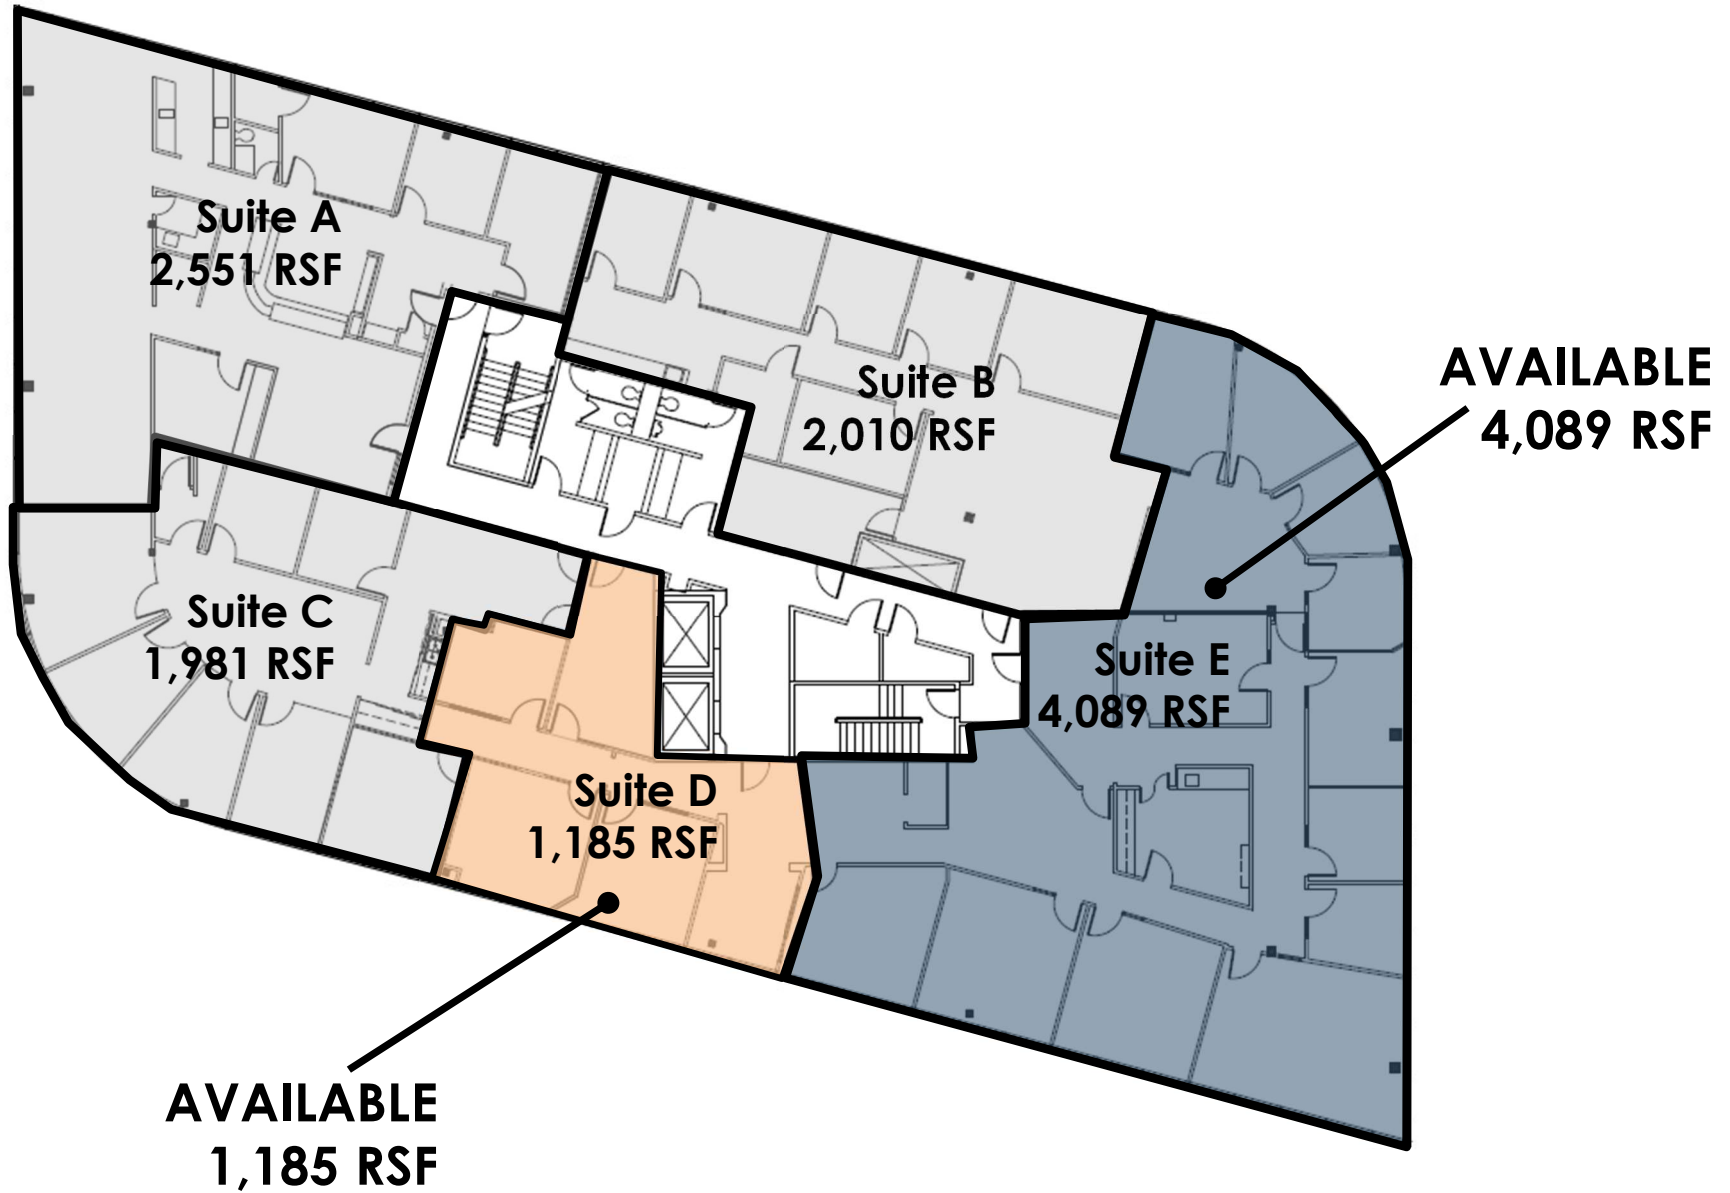 Suite A
2,551 RSF
Suite B
2,010 RSF
AVAILABLE
4,089 RSF
Suite C
1,981 RSF
Suite E
4,089 RSF
Suite D
1,185 RSF
AVAILABLE
1,185 RSF